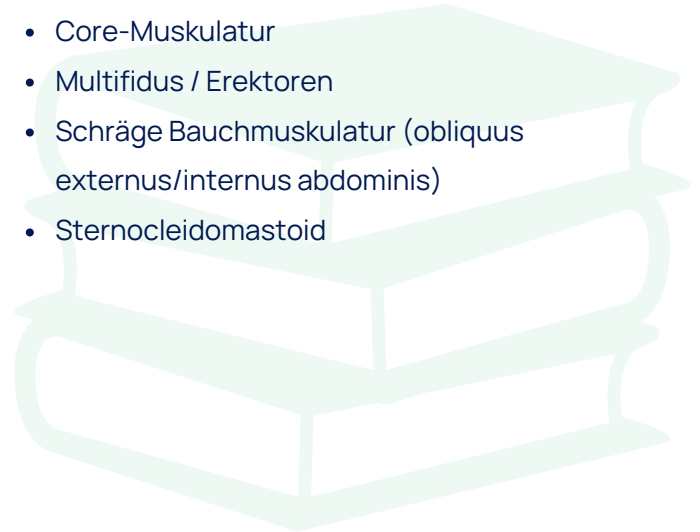 • Core-Muskulatur
• Multifidus / Erektoren
• Schräge Bauchmuskulatur (obliquus
externus/internus abdominis)
• Sternocleidomastoid